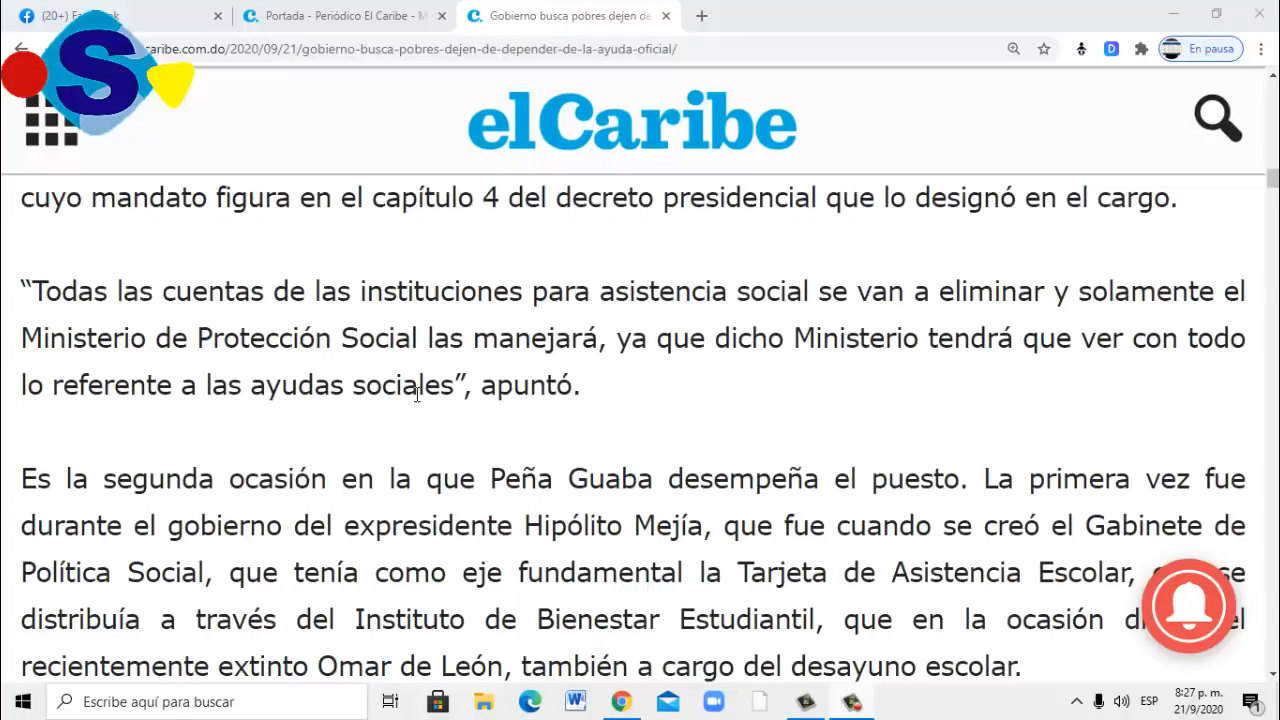 (20+) F
Portada - Periódico El Caribe - M
Gobierno busca pobres dejen de
caribe.com.do/2020/09/21/gobierno-busca-pobres-dejen-de-depender-de-la-ayuda-oficial/
D
En pausa
S
elCaribe
cuyo mandato figura en el capítulo 4 del decreto presidencial que lo designó en el cargo.
“Todas las cuentas de las instituciones para asistencia social se van a eliminar y solamente el
Ministerio de Protección Social las manejará, ya que dicho Ministerio tendrá que ver con todo
lo referente a las ayudas sociales”, apuntó.
Es la segunda ocasión en la que Peña Guaba desempeña el puesto. La primera vez fue
durante el gobierno del expresidente Hipólito Mejía, que fue cuando se creó el Gabinete de
Política Social, que tenía como eje fundamental la Tarjeta de Asistencia Escolar, se
distribuía a través del Instituto de Bienestar Estudiantil, que en la ocasión el
recientemente extinto Omar de León, también a cargo del desayuno escolar.
Escribe aquí para buscar
ESP
8:27 p. m.
21/9/2020
1